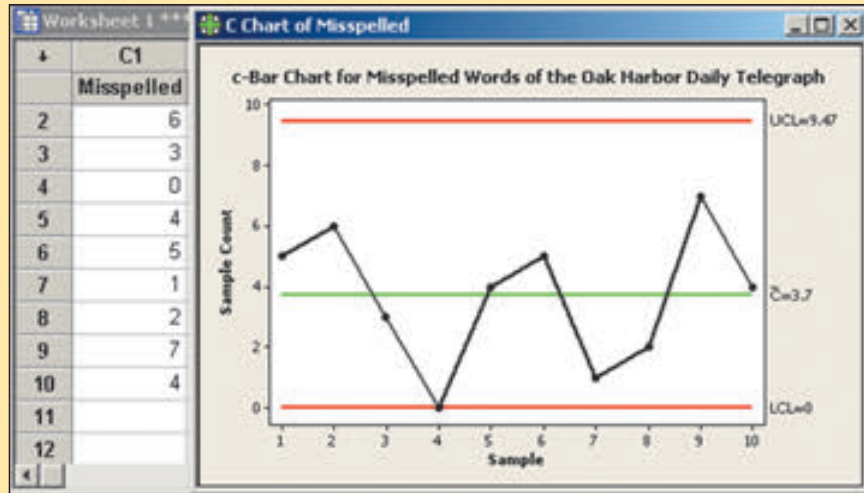 Worksheet 1 ***
↓ C1
Misspelled
2 6
3 3
4 0
5 4
6 5
7 1
8 2
9 7
10 4
11
12
C Chart of Misspelled
c-Bar Chart for Misspelled Words of the Oak Harbor Daily Telegraph
10
8
6
4
2
0
Sample Count
UCL=9.47
C̄=3.7
LCL=0
1 2 3 4 5 6 7 8 9 10
Sample